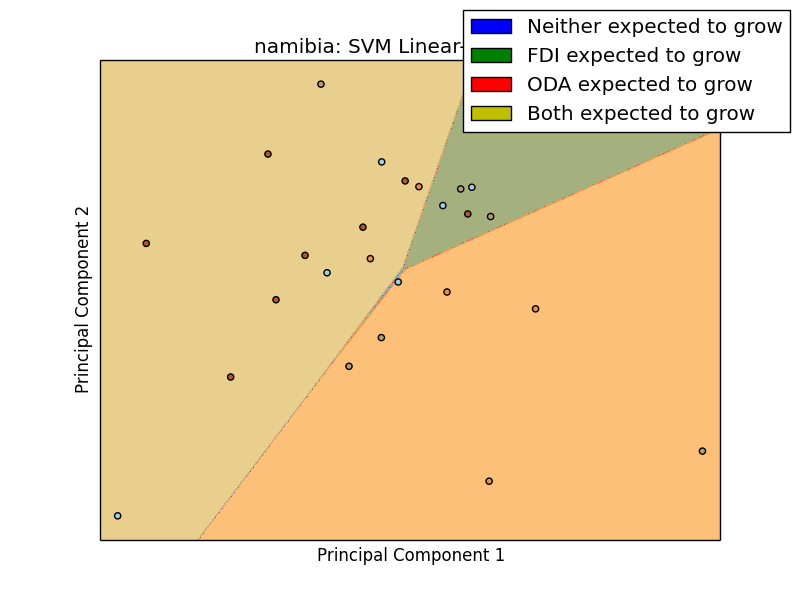 namibia: SVM Linear-
Neither expected to grow
FDI expected to grow
ODA expected to grow
Both expected to grow
Principal Component 2
Principal Component 1